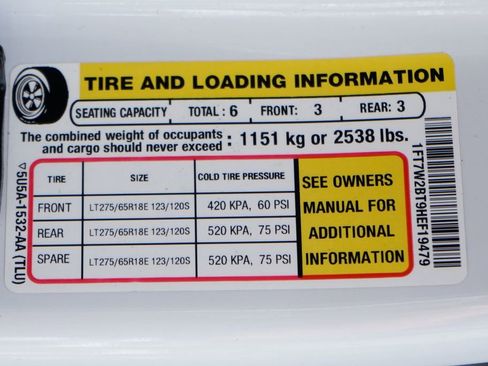 TIRE AND LOADING INFORMATION
SEATING CAPACITY TOTAL : 6 FRONT: 3 REAR: 3
The combined weight of occupants
and cargo should never exceed : 1151 kg or 2538 lbs.
TIRE SIZE COLD TIRE PRESSURE
FRONT LT275/65R18E 123/120S 420 KPA, 60 PSI
REAR LT275/65R18E 123/120S 520 KPA, 75 PSI
SPARE LT275/65R18E 123/120S 520 KPA, 75 PSI
SEE OWNERS
MANUAL FOR
ADDITIONAL
INFORMATION
▽5U5A-1532-AA (TLU)
1FT7W2BT9HEF19479